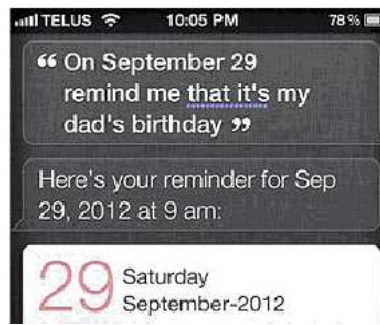 TELUS 10:05 PM 78%
“ On September 29
remind me that it's my
dad's birthday ”
Here's your reminder for Sep
29, 2012 at 9 am:
29 Saturday
September-2012